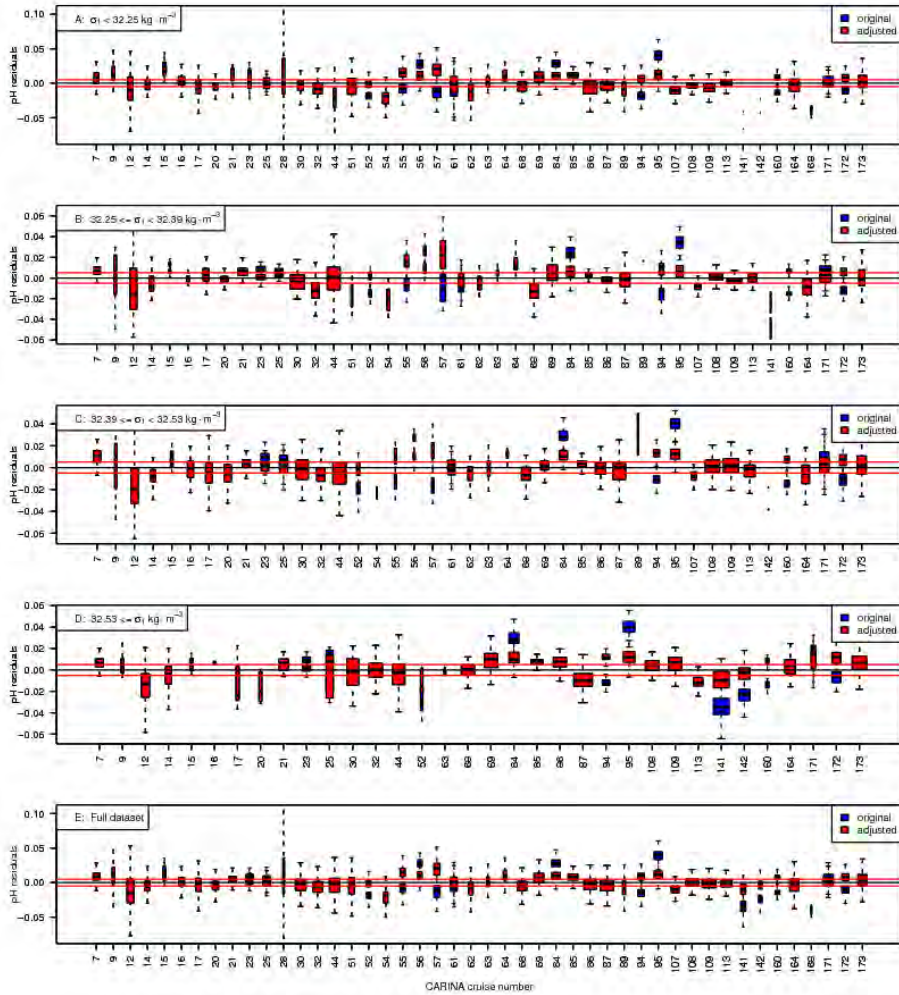 A: σ₁ < 32.25 kg·m⁻³
original
adjusted
pH residuals
0.10
0.05
0.00
−0.05
7 9 12 14 15 16 17 20 21 23 25 28 30 32 44 51 52 54 55 56 57 61 62 63 64 68 69 84 85 86 87 89 94 95 107 108 109 113 141 142 160 164 168 171 172 173
B: 32.25 <= σ₁ < 32.39 kg·m⁻³
original
adjusted
pH residuals
0.06
0.04
0.02
0.00
−0.02
−0.04
−0.06
7 9 12 14 15 16 17 20 21 23 25 30 32 44 51 52 54 55 56 57 61 62 63 64 68 69 84 85 86 87 89 94 95 107 108 109 113 141 160 164 171 172 173
C: 32.39 <= σ₁ < 32.53 kg·m⁻³
original
adjusted
pH residuals
0.04
0.02
0.00
−0.02
−0.04
−0.06
7 9 12 14 15 16 17 20 21 23 25 30 32 44 51 52 54 55 56 57 61 62 63 64 68 69 84 85 86 87 89 94 95 107 108 109 113 142 160 164 171 172 173
D: 32.53 <= σ₁ kg·m⁻³
original
adjusted
pH residuals
0.06
0.04
0.02
0.00
−0.02
−0.04
−0.06
7 9 12 14 15 16 17 20 21 23 25 30 32 44 52 63 68 69 84 85 86 87 94 95 108 109 113 141 142 160 164 171 172 173
E: Full dataset
original
adjusted
pH residuals
0.10
0.05
0.00
−0.05
7 9 12 14 15 16 17 20 21 23 25 28 30 32 44 51 52 54 55 56 57 61 62 63 64 68 69 84 85 86 87 89 94 95 107 108 109 113 141 142 160 164 168 171 172 173
CARINA cruise number